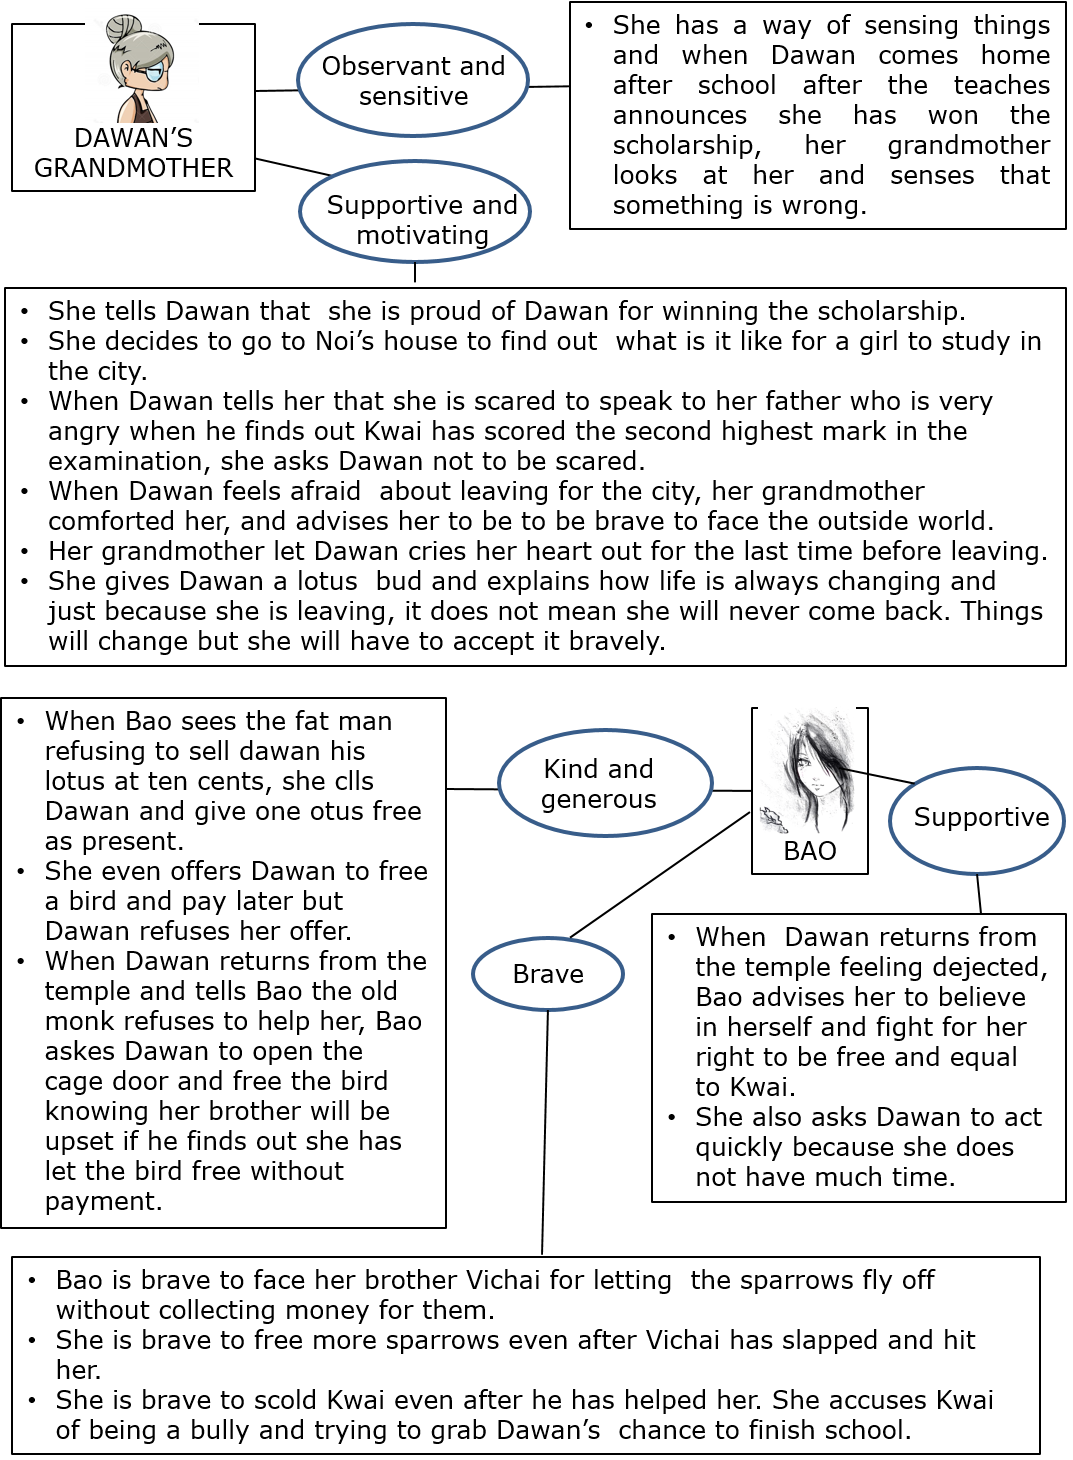 DAWAN'S
GRANDMOTHER
Observant and
sensitive
• She has a way of sensing things
and when Dawan comes home
after school after the teaches
announces she has won the
scholarship, her grandmother
looks at her and senses that
something is wrong.
Supportive and
motivating
• She tells Dawan that she is proud of Dawan for winning the scholarship.
• She decides to go to Noi's house to find out what is it like for a girl to study in
the city.
• When Dawan tells her that she is scared to speak to her father who is very
angry when he finds out Kwai has scored the second highest mark in the
examination, she asks Dawan not to be scared.
• When Dawan feels afraid about leaving for the city, her grandmother
comforted her, and advises her to be to be brave to face the outside world.
• Her grandmother let Dawan cries her heart out for the last time before leaving.
• She gives Dawan a lotus bud and explains how life is always changing and
just because she is leaving, it does not mean she will never come back. Things
will change but she will have to accept it bravely.
• When Bao sees the fat man
refusing to sell dawan his
lotus at ten cents, she clls
Dawan and give one otus free
as present.
• She even offers Dawan to free
a bird and pay later but
Dawan refuses her offer.
• When Dawan returns from the
temple and tells Bao the old
monk refuses to help her, Bao
askes Dawan to open the
cage door and free the bird
knowing her brother will be
upset if he finds out she has
let the bird free without
payment.
Kind and
generous
BAO
Supportive
Brave
• When Dawan returns from
the temple feeling dejected,
Bao advises her to believe
in herself and fight for her
right to be free and equal
to Kwai.
• She also asks Dawan to act
quickly because she does
not have much time.
• Bao is brave to face her brother Vichai for letting the sparrows fly off
without collecting money for them.
• She is brave to free more sparrows even after Vichai has slapped and hit
her.
• She is brave to scold Kwai even after he has helped her. She accuses Kwai
of being a bully and trying to grab Dawan's chance to finish school.